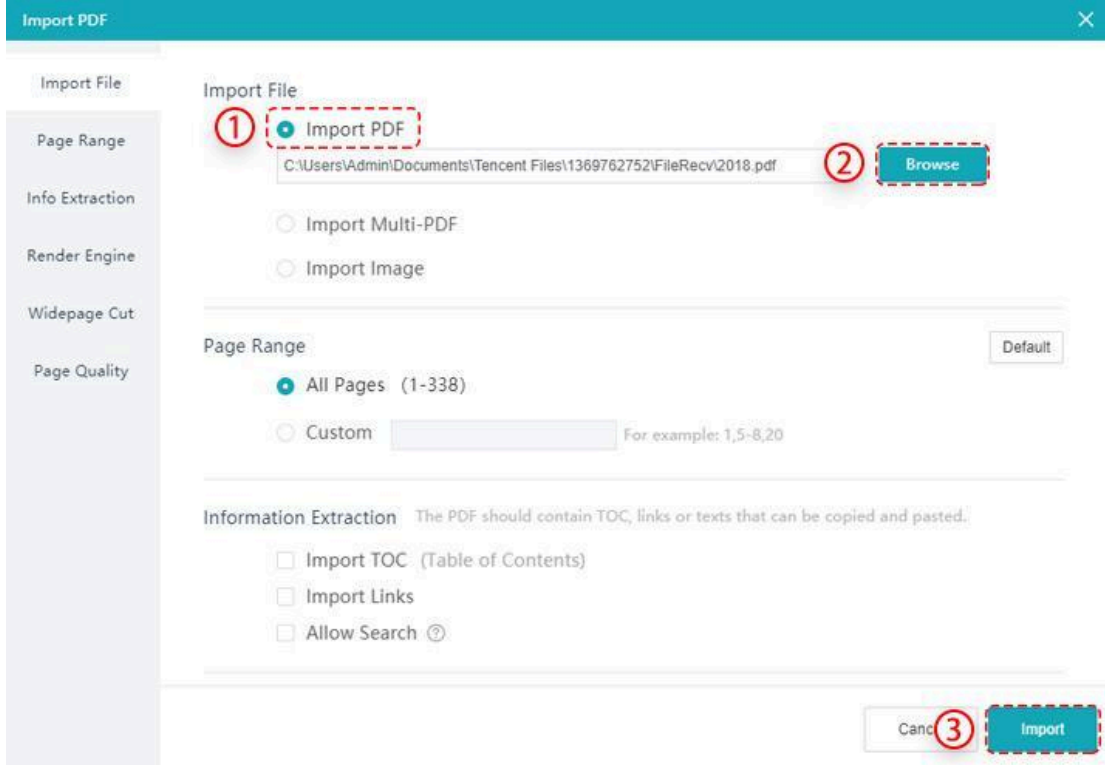 Import PDF
Import File
Page Range
Info Extraction
Render Engine
Widepage Cut
Page Quality
Import File
1 Import PDF
C:\Users\Admin\Documents\Tencent Files\1369762752\FileRecv\2018.pdf 2 Browse
Import Multi-PDF
Import Image
Page Range Default
All Pages (1-338)
Custom For example: 1,5-8,20
Information Extraction The PDF should contain TOC, links or texts that can be copied and pasted.
Import TOC (Table of Contents)
Import Links
Allow Search ?
Canc 3 Import